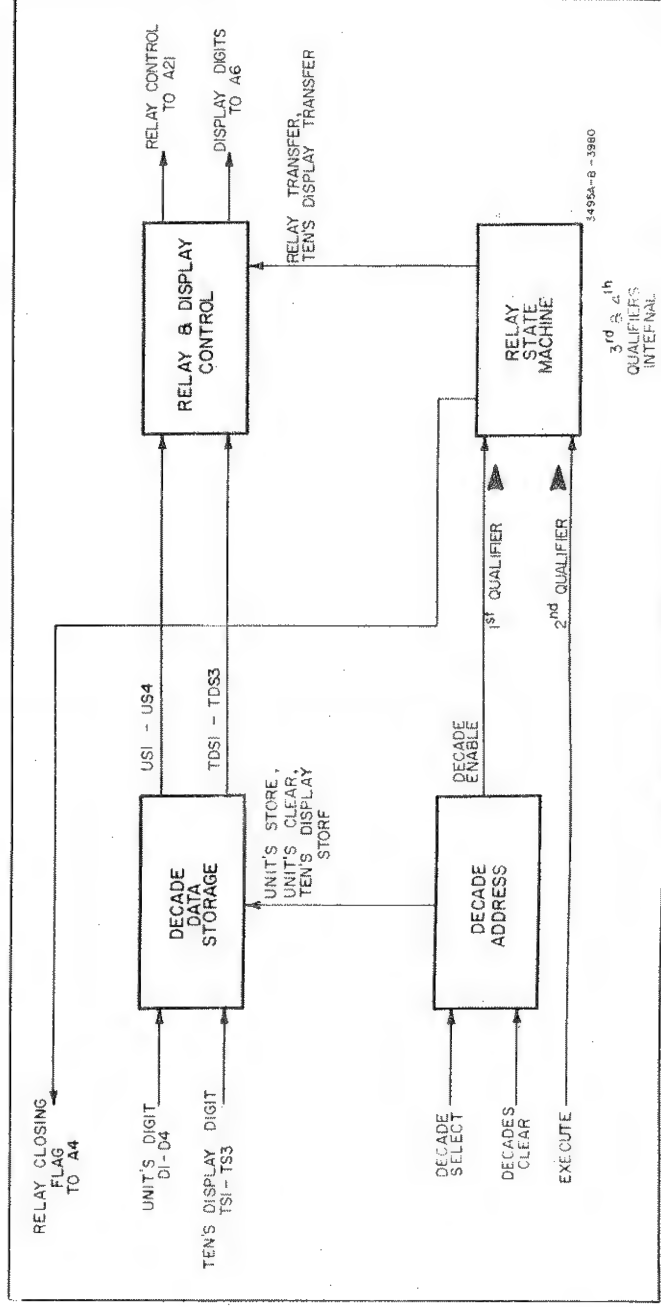 RELAY CLOSING
FLAG
TO A4
UNIT'S DIGIT
D1-D4
TEN'S DISPLAY DIGIT
TS1-TS3
DECADE
DATA
STORAGE
US1 - US4
TDS1 - TDS3
RELAY & DISPLAY
CONTROL
RELAY CONTROL
TO A21
DISPLAY DIGITS
TO A6
UNIT'S STORE,
UNIT'S CLEAR,
TEN'S DISPLAY
STORE
RELAY TRANSFER,
TEN'S DISPLAY TRANSFER
DECADE
SELECT
DECADES
CLEAR
EXECUTE
DECADE
ADDRESS
DECADE
ENABLE
1st QUALIFIER
2nd QUALIFIER
RELAY
STATE
MACHINE
3rd & 4th
QUALIFIERS
INTERNAL
3495A-B-3980